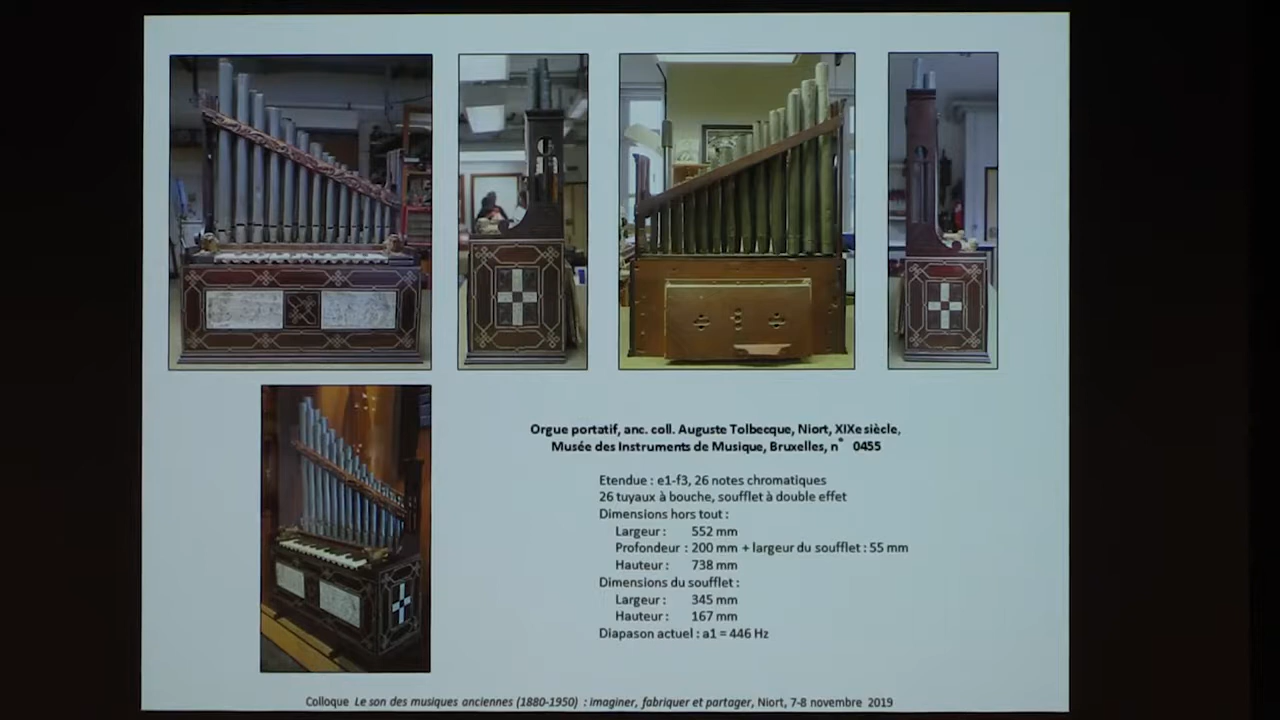 Orgue portatif, anc. coll. Auguste Tolbecque, Niort, XIXe siècle,
Musée des Instruments de Musique, Bruxelles, n° 0455
Etendue : e1-f3, 26 notes chromatiques
26 tuyaux à bouche, soufflet à double effet
Dimensions hors tout :
Largeur : 552 mm
Profondeur : 200 mm + largeur du soufflet : 55 mm
Hauteur : 738 mm
Dimensions du soufflet :
Largeur : 345 mm
Hauteur : 167 mm
Diapason actuel : a1 = 446 Hz
Colloque Le son des musiques anciennes (1880-1950) : imaginer, fabriquer et partager, Niort, 7-8 novembre 2019